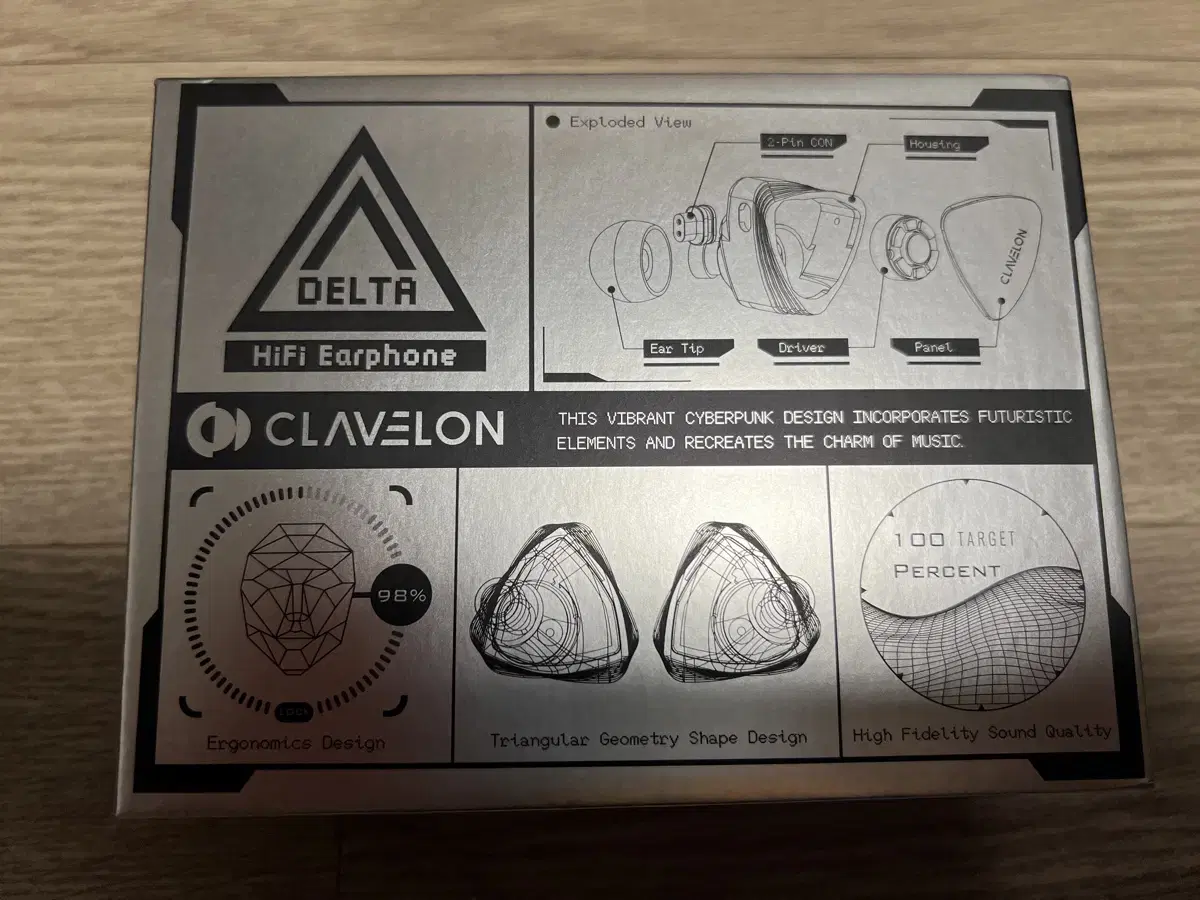 DELTA
HiFi Earphone
Exploded View
2-Pin CON
Housing
CLAVELON
Ear Tip
Driver
Panel
CLAVELON
THIS VIBRANT CYBERPUNK DESIGN INCORPORATES FUTURISTIC
ELEMENTS AND RECREATES THE CHARM OF MUSIC.
98%
LOCK
Ergonomics Design
Triangular Geometry Shape Design
100 TARGET
PERCENT
High Fidelity Sound Quality